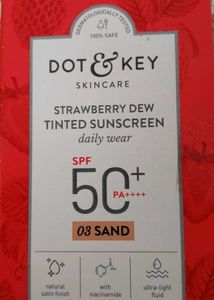 DERMATOLOGICALLY TESTED
100% SAFE
DOT & KEY
SKINCARE
STRAWBERRY DEW
TINTED SUNSCREEN
daily wear
SPF
50+
PA++++
03 SAND
natural
satin finish
with
niacinamide
ultra-light
fluid